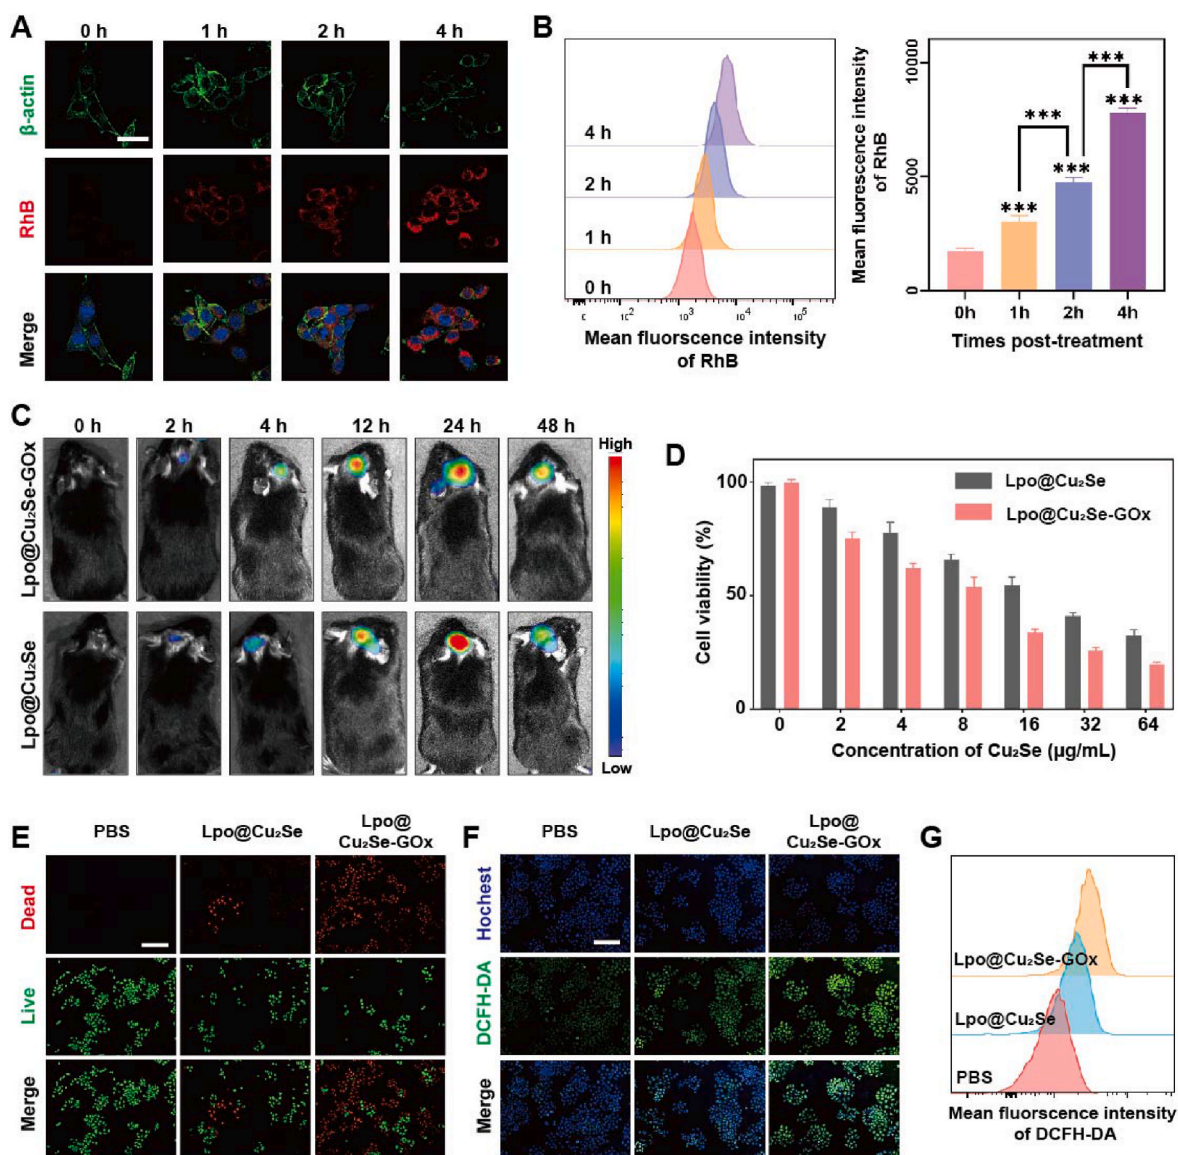 A
0 h
1 h
2 h
4 h
β-actin
RhB
Merge
B
4 h
2 h
1 h
0 h
0
10²
10³
10⁴
10⁵
Mean fluorscence intensity
of RhB
Mean fluorescence intensity
of RhB
10000
5000
0
***
***
***
***
***
0h
1h
2h
4h
Times post-treatment
C
0 h
2 h
4 h
12 h
24 h
48 h
Lpo@Cu₂Se-GOx
Lpo@Cu₂Se
High
Low
D
Cell viability (%)
100
50
0
Lpo@Cu₂Se
Lpo@Cu₂Se-GOx
0
2
4
8
16
32
64
Concentration of Cu₂Se (μg/mL)
E
PBS
Lpo@Cu₂Se
Lpo@
Cu₂Se-GOx
Dead
Live
Merge
F
PBS
Lpo@Cu₂Se
Lpo@
Cu₂Se-GOx
Hochest
DCFH-DA
Merge
G
Lpo@Cu₂Se-GOx
Lpo@Cu₂Se
PBS
Mean fluorscence intensity
of DCFH-DA